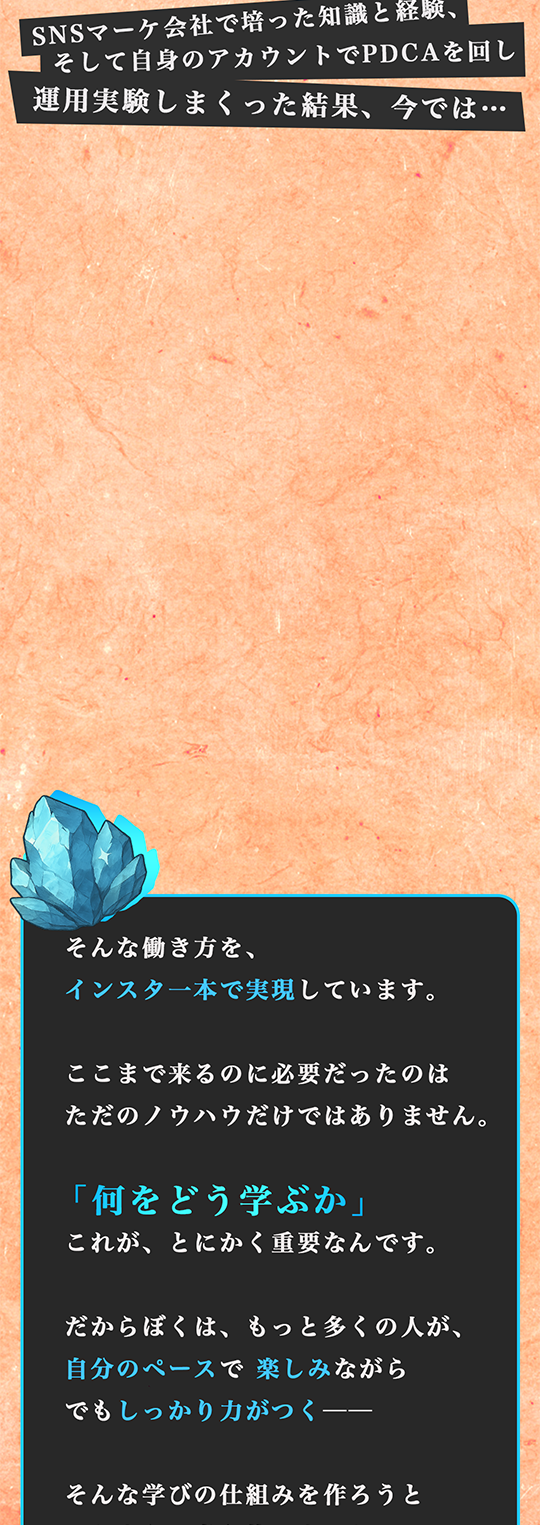 SNSマーケ会社で培った知識と経験、
そして自身のアカウントでPDCAを回し
運用実験しまくった結果、今では…
そんな働き方を、
インスタ一本で実現しています。
ここまで来るのに必要だったのは
ただのノウハウだけではありません。
「何をどう学ぶか」
これが、とにかく重要なんです。
だからぼくは、もっと多くの人が、
自分のペースで 楽しみながら
でもしっかり力がつく──
そんな学びの仕組みを作ろうと